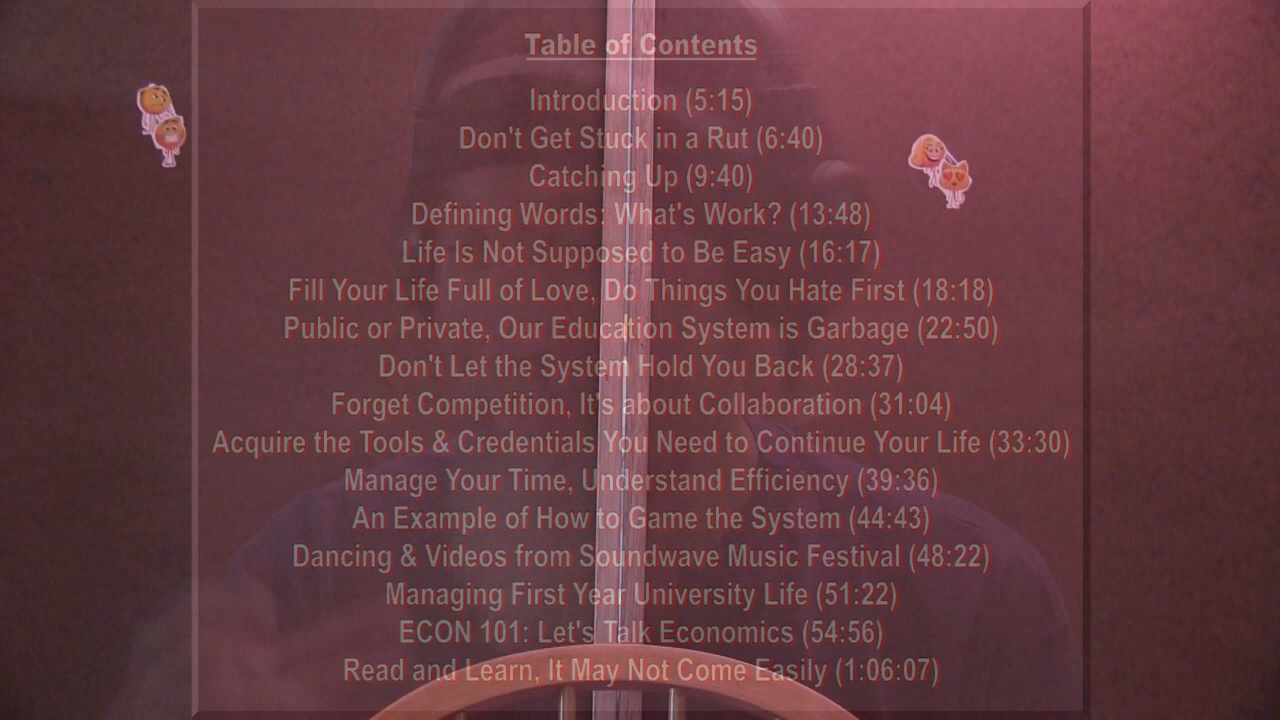 Table of Contents
Introduction (5:15)
Don't Get Stuck in a Rut (6:40)
Catching Up (9:40)
Defining Words: What's Work? (13:48)
Life Is Not Supposed to Be Easy (16:17)
Fill Your Life Full of Love, Do Things You Hate First (18:18)
Public or Private, Our Education System is Garbage (22:50)
Don't Let the System Hold You Back (28:37)
Forget Competition, It's about Collaboration (31:04)
Acquire the Tools & Credentials You Need to Continue Your Life (33:30)
Manage Your Time, Understand Efficiency (39:36)
An Example of How to Game the System (44:43)
Dancing & Videos from Soundwave Music Festival (48:22)
Managing First Year University Life (51:22)
ECON 101: Let's Talk Economics (54:56)
Read and Learn, It May Not Come Easily (1:06:07)